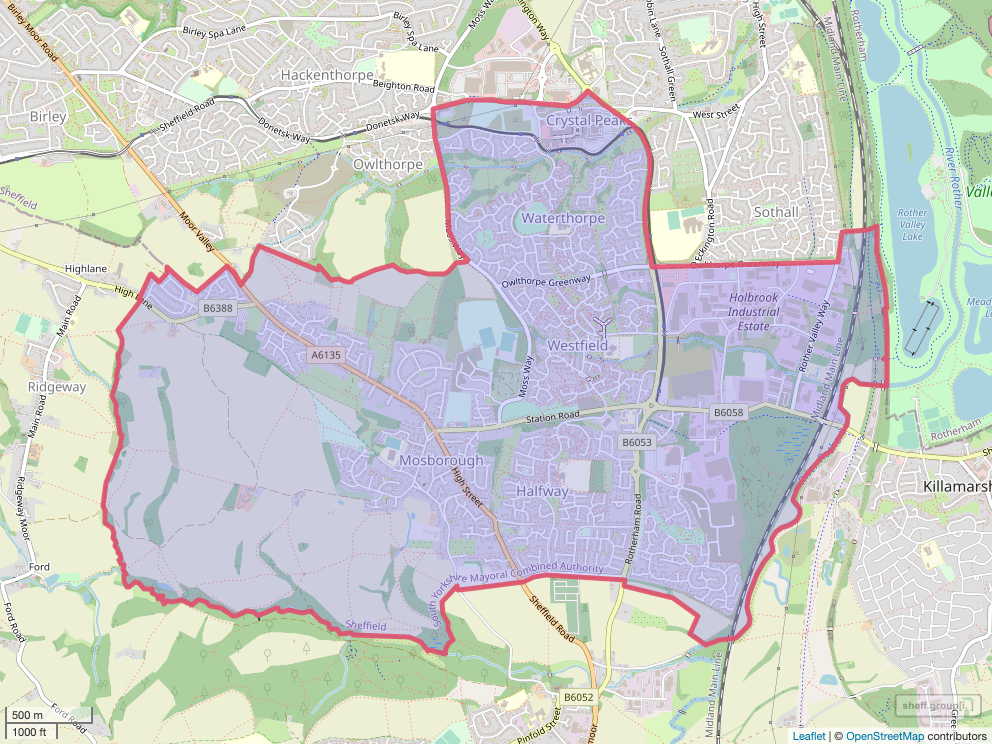 Birley Moor Road
Birley Spa Lane
Birley Spa Lane
Moss Way
High Street
Rotherham
Midland Main Line
Hackenthorpe
Beighton Road
Sothall Green
Birley
Sheffield Road
Donetsk Way
Donetsk Way
Crystal Peaks
West Street
Owlthorpe
River Rother
Sheffield
Moor Valley
Waterthorpe
Eckington Road
Sothall
Rother
Valley
Lake
Highlane
High Lane
B6388
Main Road
Owlthorpe Greenway
Holbrook
Industrial
Estate
Rother Valley Way
A6135
Westfield
Midland Main Line
Ridgeway
Main Road
Moss Way
Station Road
B6058
B6053
Rotherham
Mosborough
High Street
Halfway
Killamarsh
Ridgeway Moor
Rotherham Road
South Yorkshire Mayoral Combined Authority
Ford
Ford Road
Sheffield
Sheffield Road
Midland Main Line
B6052
Pinfold Street
Ford Road
sheff.group[i, ]
500 m
1000 ft
Leaflet | © OpenStreetMap contributors